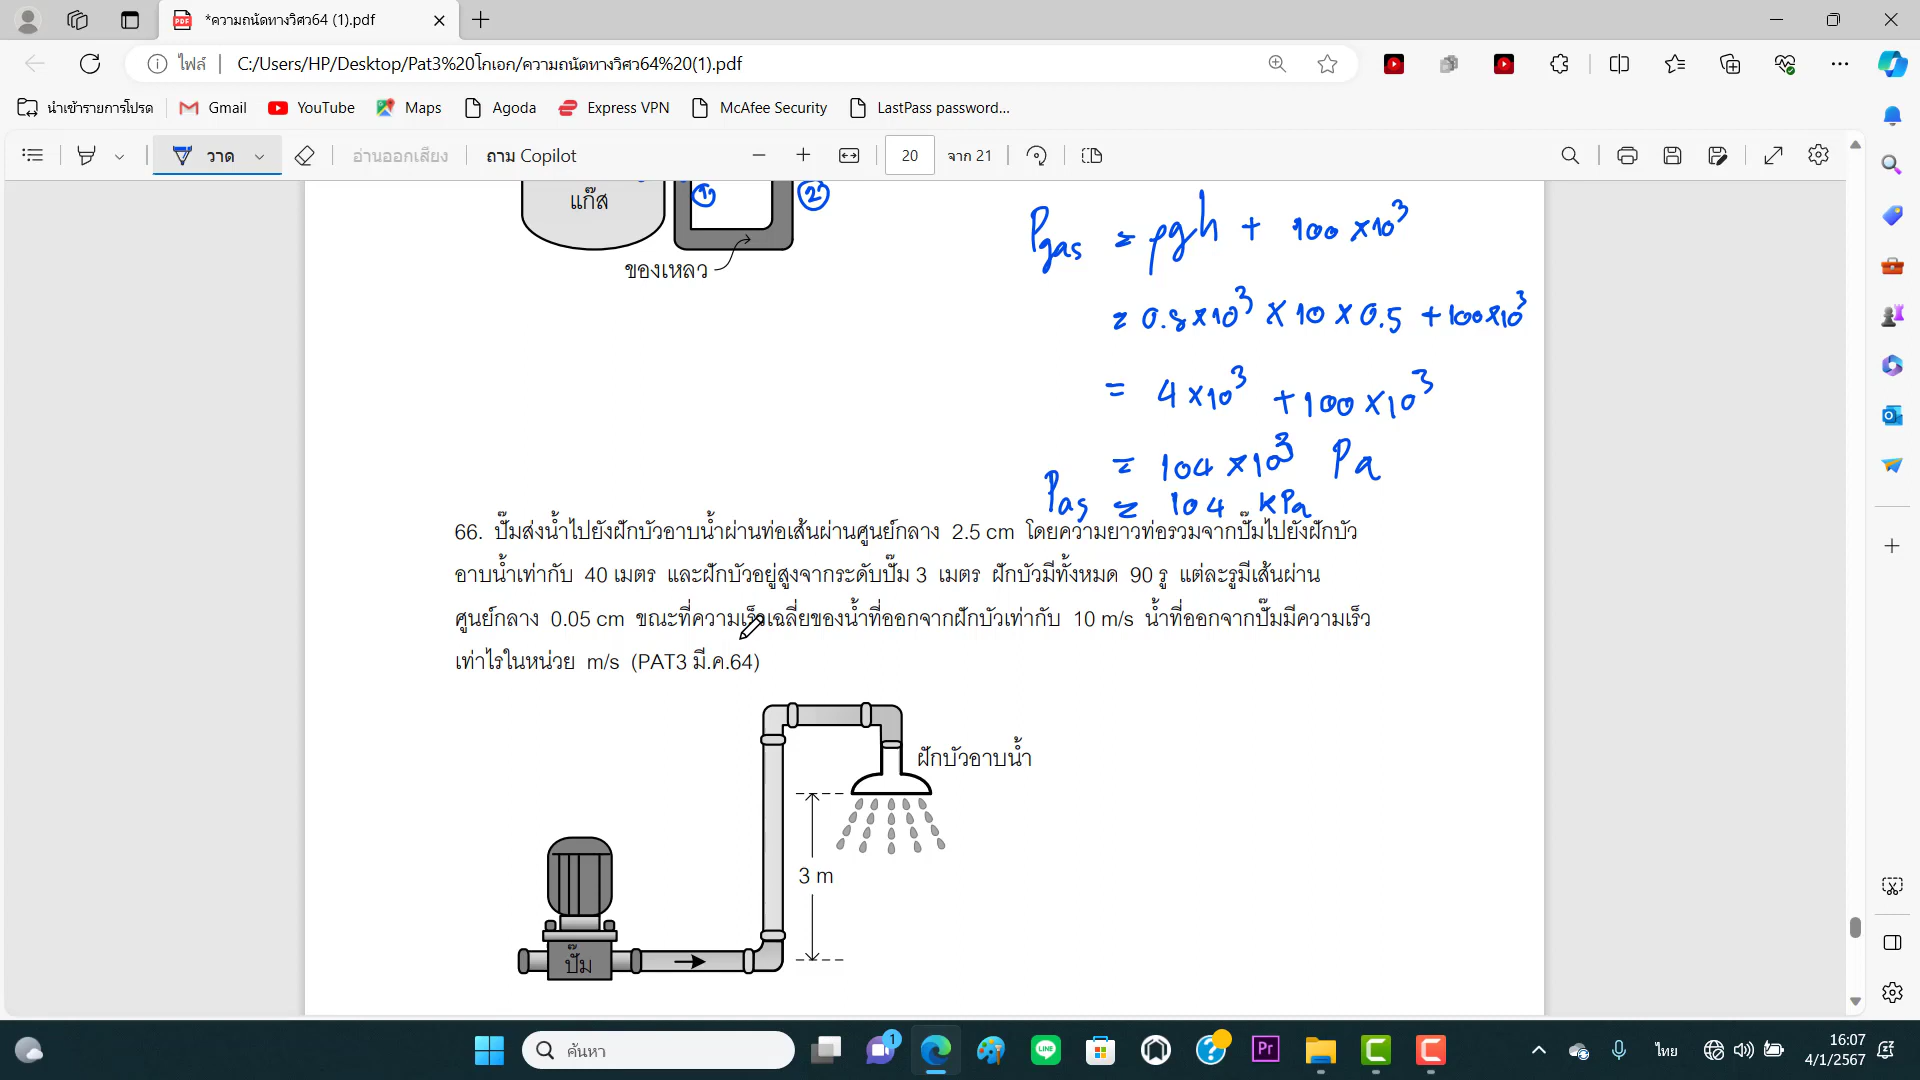 *ความถนัดทางวิศว64 (1).pdf
ไฟล์ C:/Users/HP/Desktop/Pat3%20โกเอก/ความถนัดทางวิศว64%20(1).pdf
นำเข้ารายการโปรด Gmail YouTube Maps Agoda Express VPN McAfee Security LastPass password...
วาด อ่านออกเสียง ถาม Copilot 20 จาก 21
แก๊ส
① ②
ของเหลว
Pgas = ρgh + 100 × 10³
= 0.8×10³ × 10 × 0.5 + 100×10³
= 4×10³ + 100×10³
= 104×10³ Pa
Pgas = 104 kPa
66. ปั๊มส่งน้ำไปยังฝักบัวอาบน้ำผ่านท่อเส้นผ่านศูนย์กลาง 2.5 cm โดยความยาวท่อรวมจากปั๊มไปยังฝักบัว
อาบน้ำเท่ากับ 40 เมตร และฝักบัวอยู่สูงจากระดับปั๊ม 3 เมตร ฝักบัวมีทั้งหมด 90 รู แต่ละรูมีเส้นผ่าน
ศูนย์กลาง 0.05 cm ขณะที่ความเร็วเฉลี่ยของน้ำที่ออกจากฝักบัวเท่ากับ 10 m/s น้ำที่ออกจากปั๊มมีความเร็ว
เท่าไรในหน่วย m/s (PAT3 มี.ค.64)
ฝักบัวอาบน้ำ
3 m
ปั๊ม
ค้นหา
1
Pr
LINE
ไทย
16:07
4/1/2567